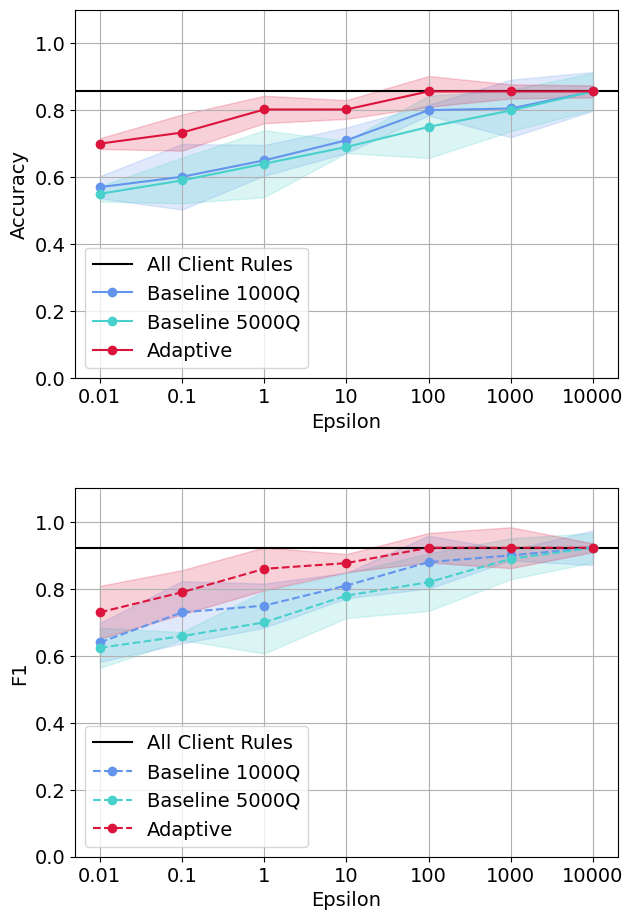 1.0
0.8
0.6
0.4
0.2
0.0
Accuracy
All Client Rules
Baseline 1000Q
Baseline 5000Q
Adaptive
0.01 0.1 1 10 100 1000 10000
Epsilon
1.0
0.8
0.6
0.4
0.2
0.0
F1
All Client Rules
Baseline 1000Q
Baseline 5000Q
Adaptive
0.01 0.1 1 10 100 1000 10000
Epsilon